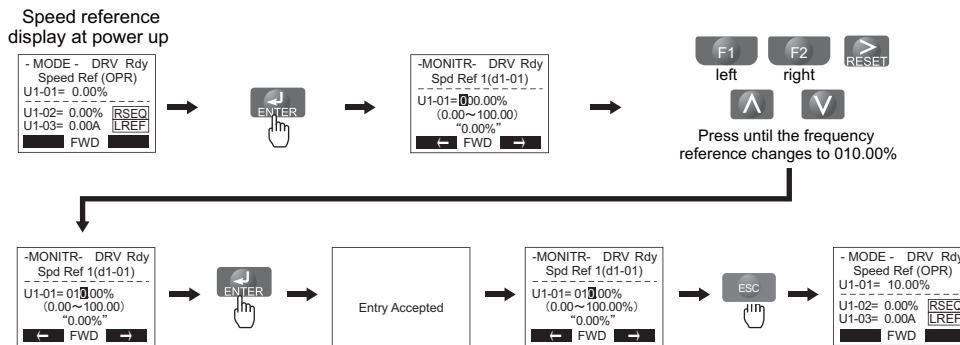 Speed reference
display at power up
- MODE - DRV Rdy
Speed Ref (OPR)
U1-01= 0.00%
U1-02= 0.00% RSEQ
U1-03= 0.00A LREF
FWD
ENTER
-MONITR- DRV Rdy
Spd Ref 1(d1-01)
U1-01=000.00%
(0.00~100.00)
“0.00%”
← FWD →
F1
F2
RESET
left
right
Press until the frequency
reference changes to 010.00%
-MONITR- DRV Rdy
Spd Ref 1(d1-01)
U1-01= 010.00%
(0.00~100.00)
“0.00%”
← FWD →
ENTER
Entry Accepted
-MONITR- DRV Rdy
Spd Ref 1(d1-01)
U1-01= 010.00%
(0.00~100.00%)
“0.00%”
← FWD →
ESC
- MODE - DRV Rdy
Speed Ref (OPR)
U1-01= 10.00%
U1-02= 0.00% RSEQ
U1-03= 0.00A LREF
FWD